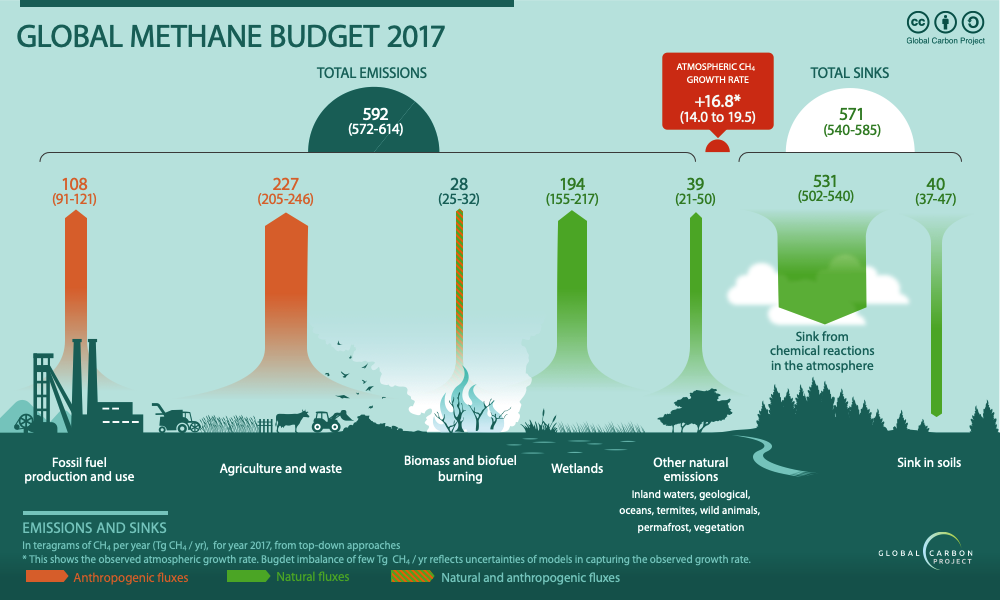 GLOBAL METHANE BUDGET 2017
cc
Global Carbon Project
TOTAL EMISSIONS
592
(572-614)
ATMOSPHERIC CH₄
GROWTH RATE
+16.8*
(14.0 to 19.5)
TOTAL SINKS
571
(540-585)
108
(91-121)
227
(205-246)
28
(25-32)
194
(155-217)
39
(21-50)
531
(502-540)
40
(37-47)
Sink from
chemical reactions
in the atmosphere
Fossil fuel
production and use
Agriculture and waste
Biomass and biofuel
burning
Wetlands
Other natural
emissions
Inland waters, geological,
oceans, termites, wild animals,
permafrost, vegetation
Sink in soils
EMISSIONS AND SINKS
In teragrams of CH₄ per year (Tg CH₄ / yr), for year 2017, from top-down approaches
* This shows the observed atmospheric growth rate. Bugdet imbalance of few Tg CH₄ / yr reflects uncertainties of models in capturing the observed growth rate.
Anthropogenic fluxes
Natural fluxes
Natural and anthropogenic fluxes
GLOBAL CARBON
PROJECT